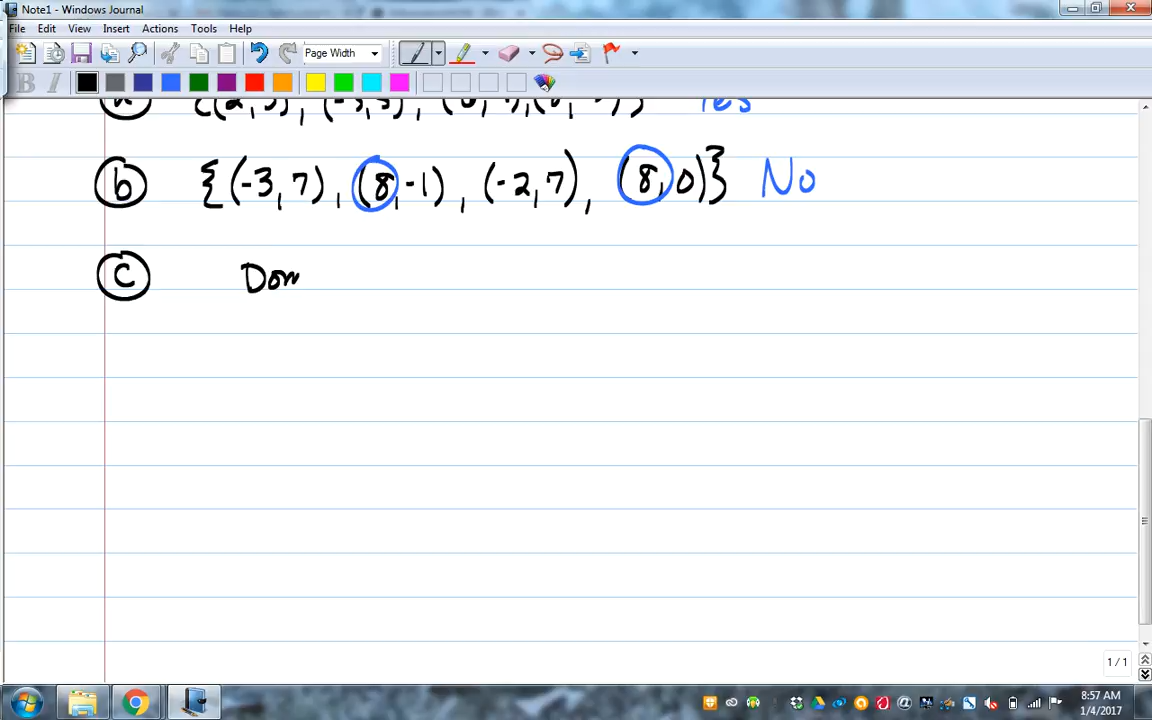 Note1 - Windows Journal
File Edit View Insert Actions Tools Help
Page Width
B I
Yes
b {(-3,7), (8,-1), (-2,7), (8,0)} No
c Dom
1 / 1
8:57 AM
1/4/2017